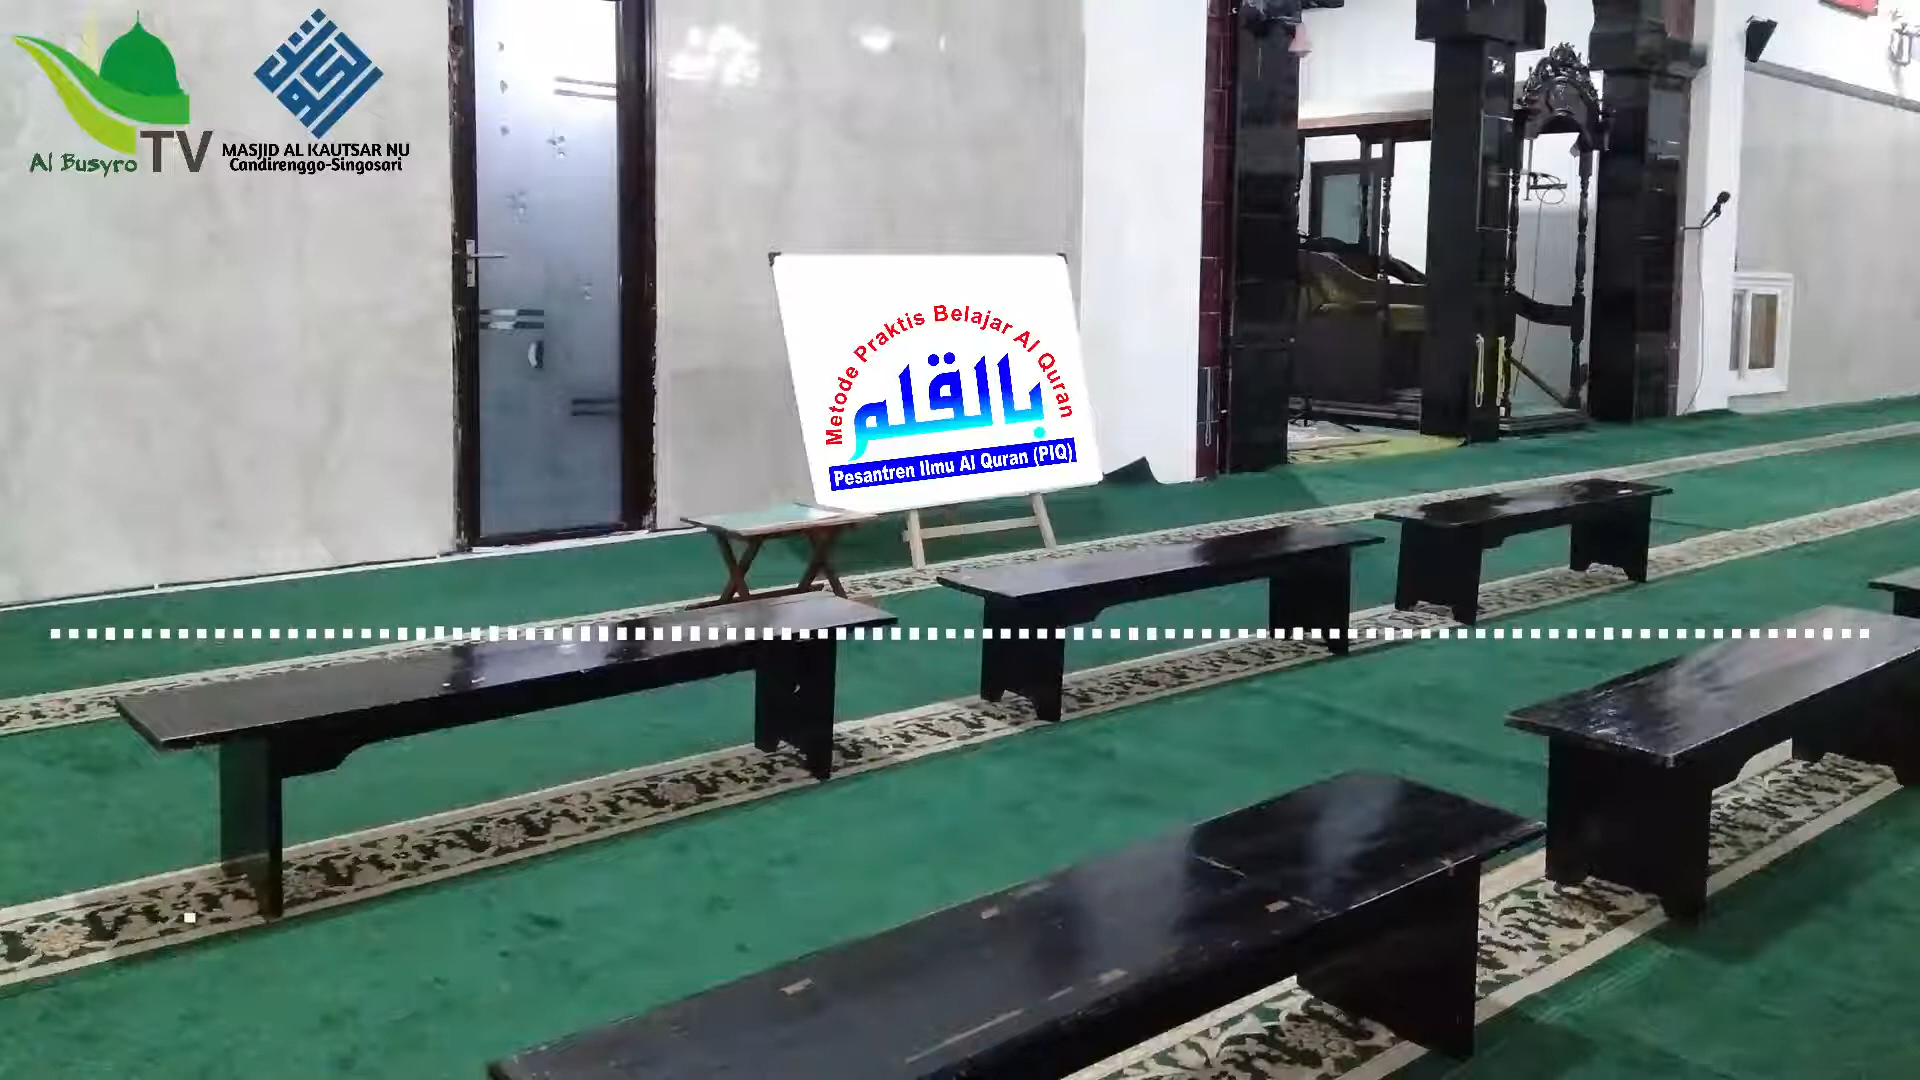 Al Busyro TV
MASJID AL KAUTSAR NU
Candirenggo-Singosari
Metode Praktis Belajar Al Quran
بالقلم
Pesantren Ilmu Al Quran (PIQ)